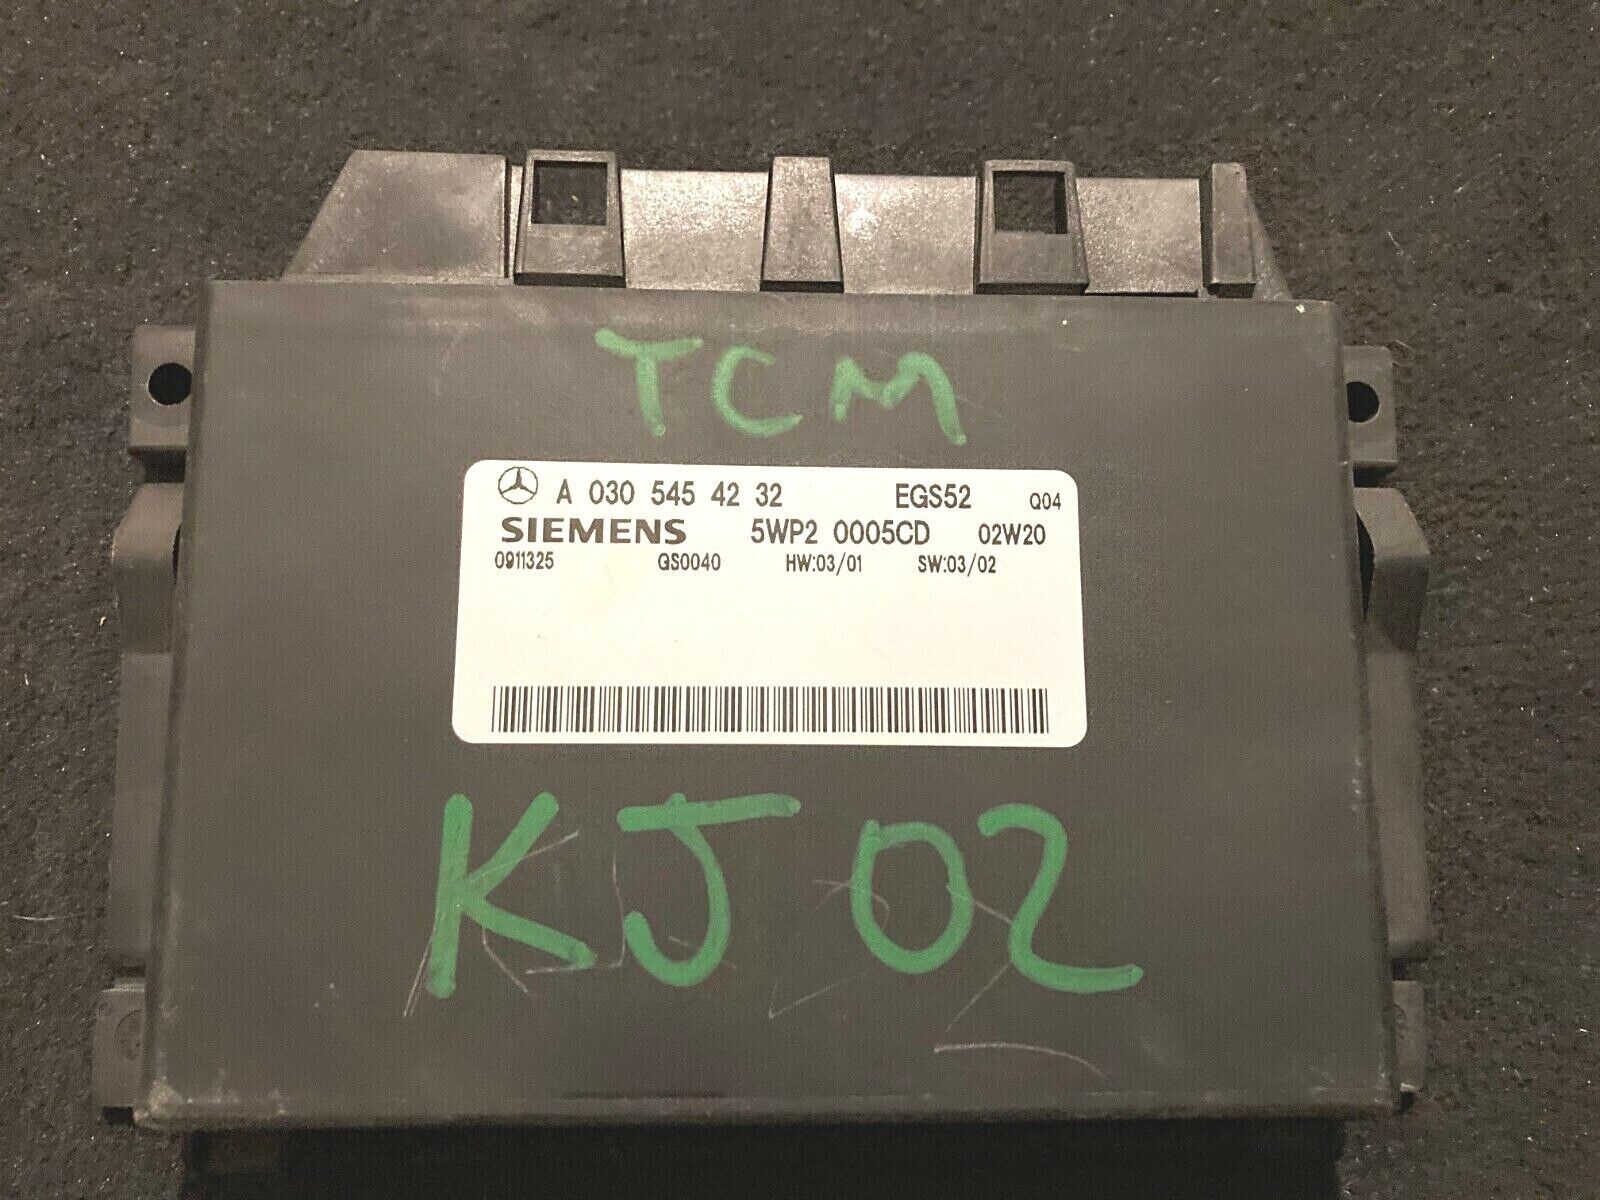 TCM
A 030 545 42 32 EGS52 Q04
SIEMENS 5WP2 0005CD 02W20
0911325 GS0040 HW:03/01 SW:03/02
KJ 02